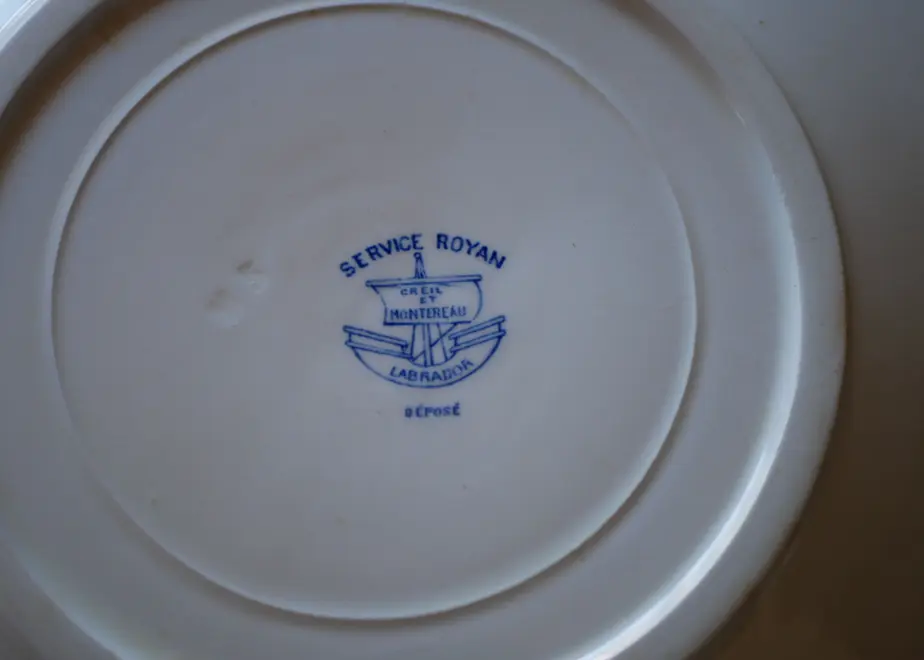 SERVICE ROYAN
CREIL
ET
MONTEREAU
LABRADOR
DÉPOSÉ